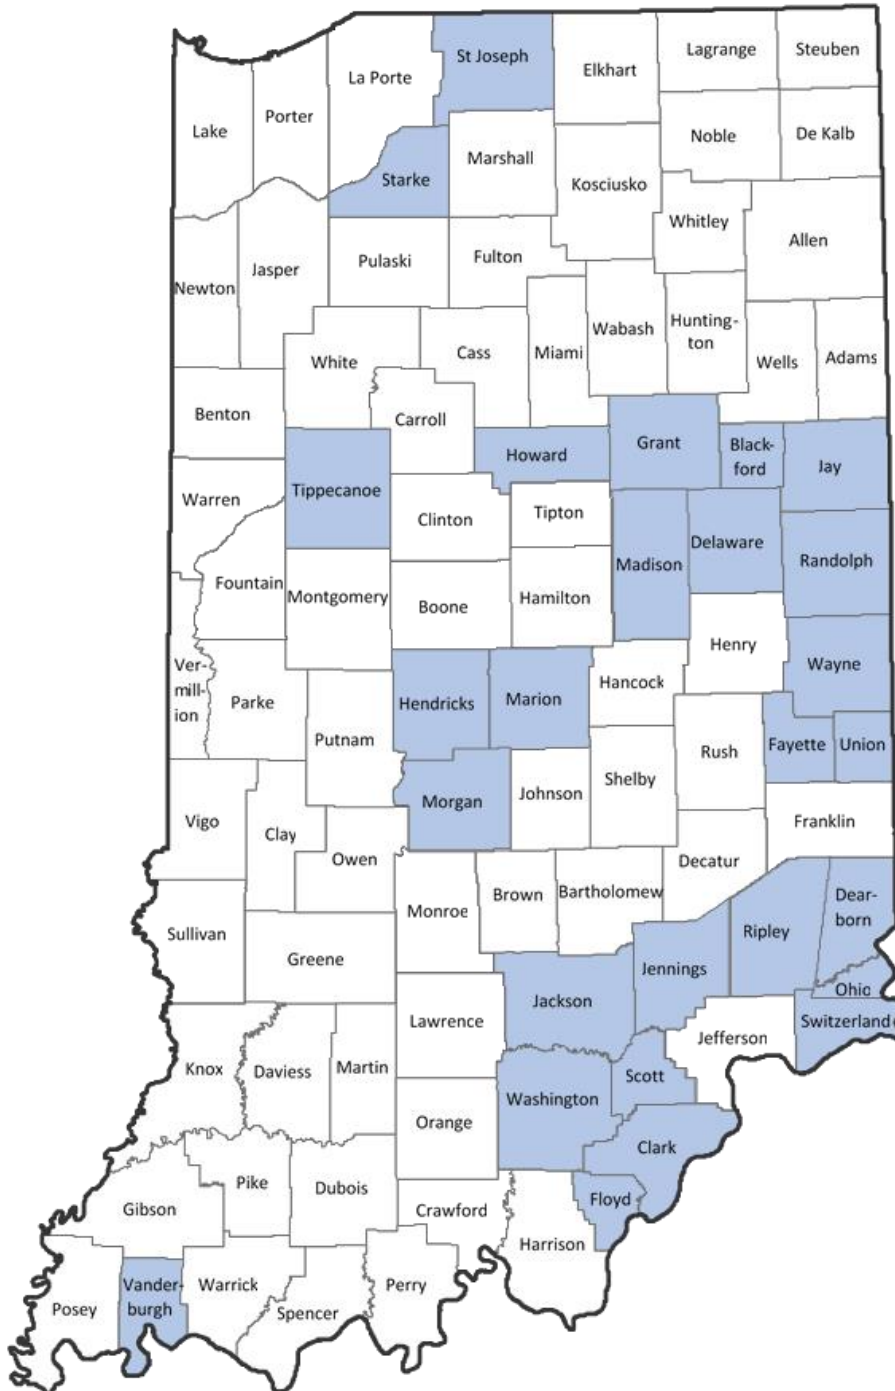 St Joseph
Lagrange
Steuben
La Porte
Elkhart
Porter
Lake
Noble
De Kalb
Marshall
Starke
Kosciusko
Whitley
Allen
Pulaski
Fulton
Jasper
Newton
Hunting-
ton
Wabash
White
Cass
Miami
Wells
Adams
Benton
Carroll
Grant
Black-
ford
Howard
Jay
Tippecanoe
Warren
Clinton
Tipton
Delaware
Randolph
Madison
Fountain
Montgomery
Boone
Hamilton
Henry
Wayne
Ver-
mill-
ion
Parke
Hendricks
Marion
Hancock
Putnam
Rush
Fayette
Union
Morgan
Johnson
Shelby
Vigo
Clay
Franklin
Owen
Decatur
Brown
Bartholomew
Dear-
born
Monroe
Sullivan
Greene
Ripley
Jennings
Ohio
Jackson
Switzerland
Lawrence
Jefferson
Knox
Daviess
Martin
Scott
Washington
Orange
Clark
Pike
Dubois
Floyd
Gibson
Crawford
Harrison
Vander-
burgh
Warrick
Perry
Posey
Spencer